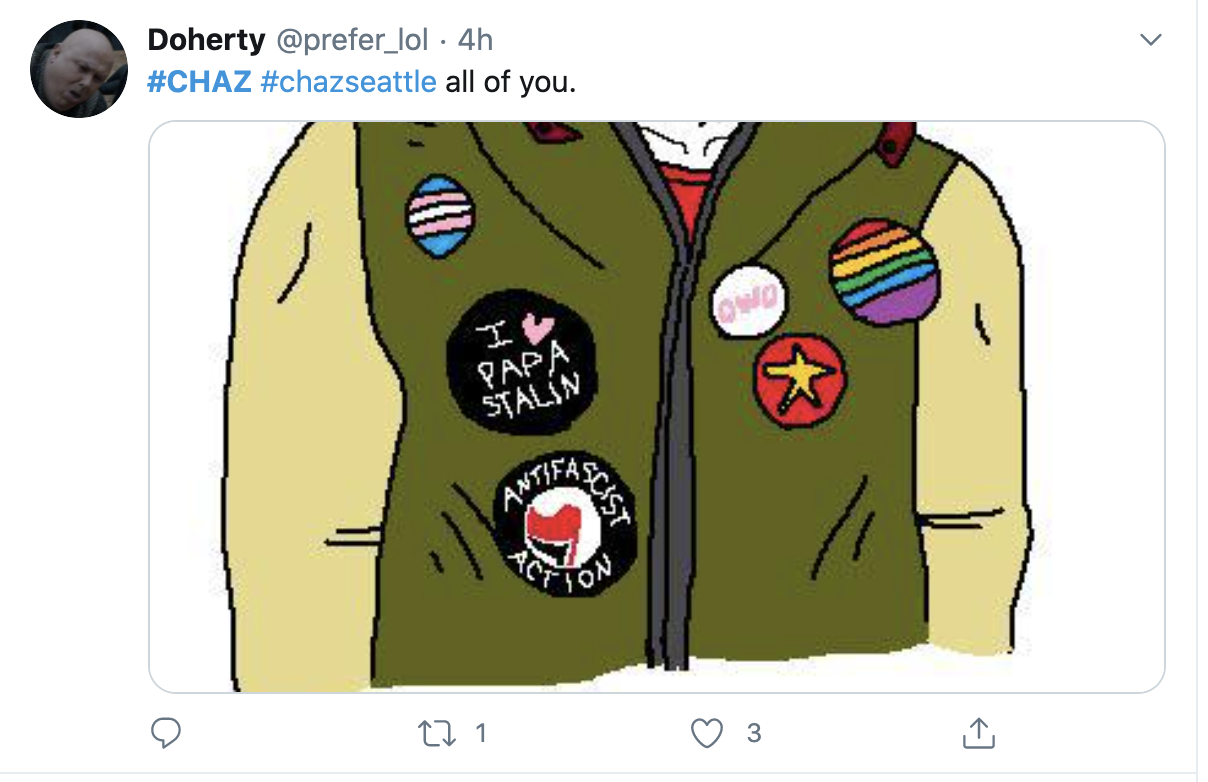 Doherty @prefer_lol · 4h
#CHAZ #chazseattle all of you.
I
PAPA
STALIN
OWO
ANTIFASCIST
ACTION
1
3